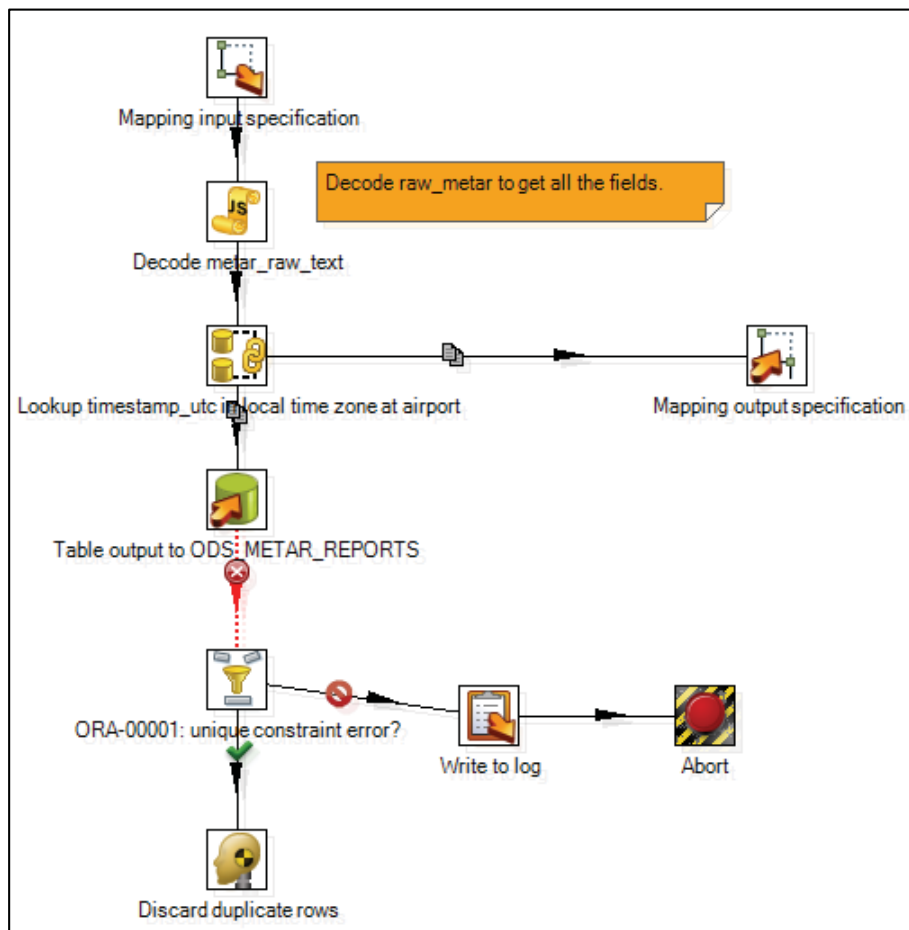 Mapping input specification
Decode raw_metar to get all the fields.
JS
Decode metar_raw_text
Lookup timestamp_utc in local time zone at airport
Mapping output specification
Table output to ODS_METAR_REPORTS
ORA-00001: unique constraint error?
Write to log
Abort
Discard duplicate rows